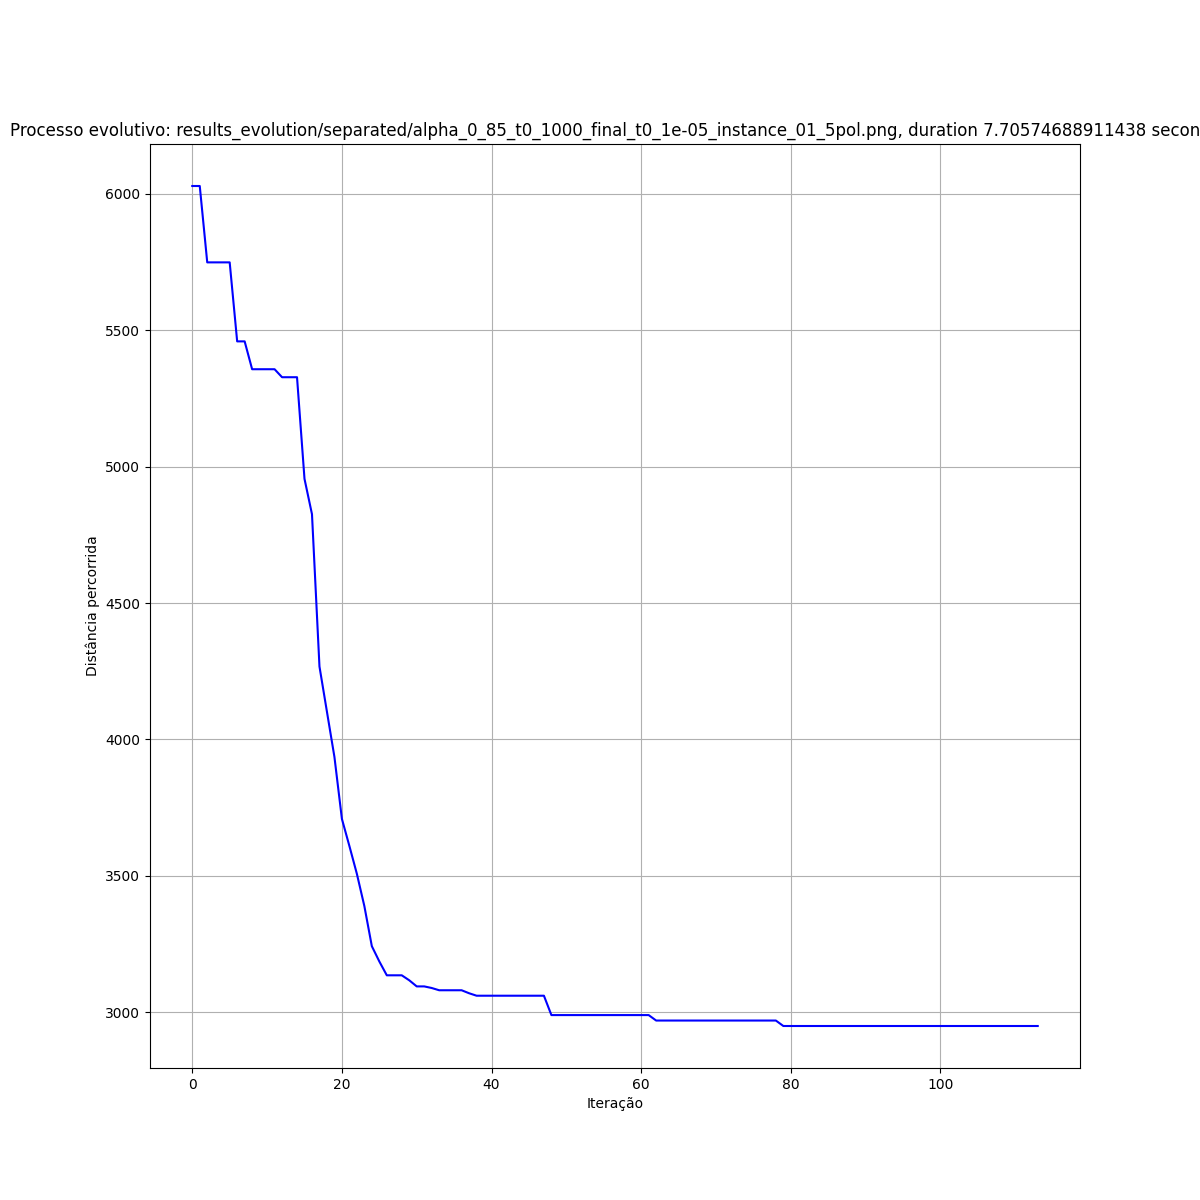 Processo evolutivo: results_evolution/separated/alpha_0_85_t0_1000_final_t0_1e-05_instance_01_5pol.png, duration 7.70574688911438 secon
6000
5500
5000
4500
4000
3500
3000
Distância percorrida
0 20 40 60 80 100
Iteração